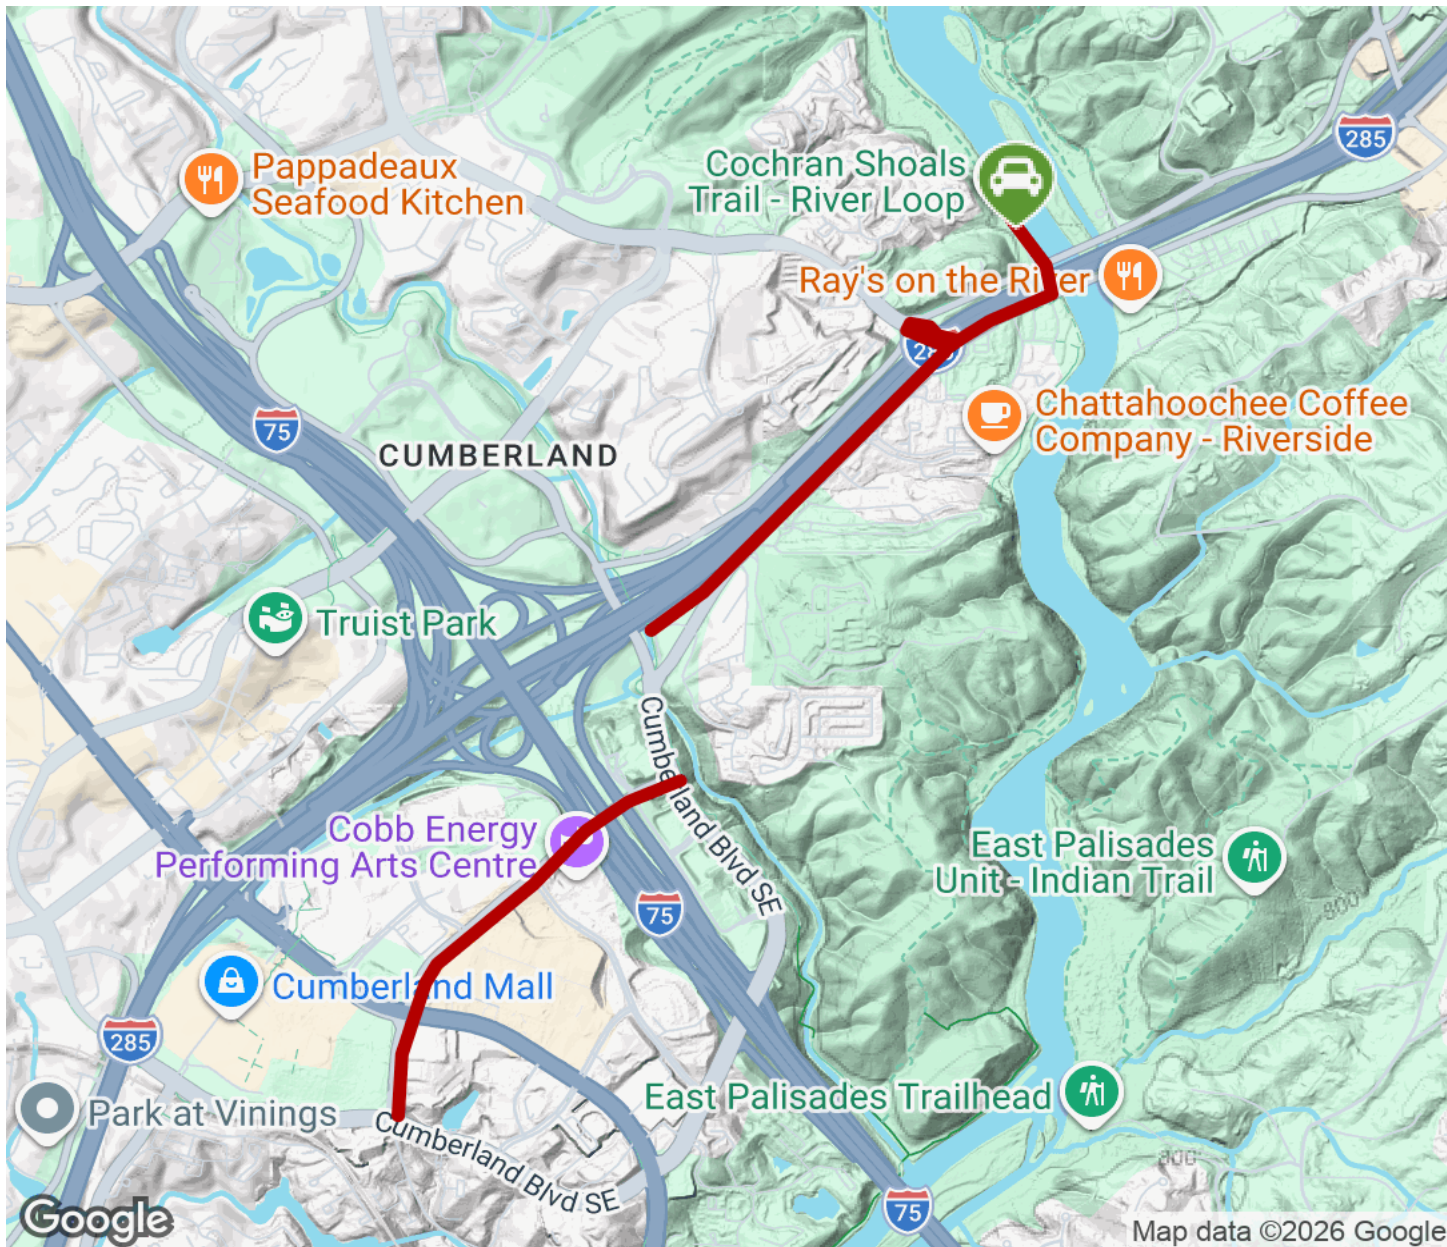 285
Pappadeaux
Seafood Kitchen
Cochran Shoals
Trail - River Loop
Ray's on the River
Chattahoochee Coffee
Company - Riverside
75
CUMBERLAND
Truist Park
Cumberland Blvd SE
Cobb Energy
Performing Arts Centre
East Palisades
Unit - Indian Trail
75
800
Cumberland Mall
285
East Palisades Trailhead
Park at Vinings
Cumberland Blvd SE
800
75
Google
Map data ©2026 Google